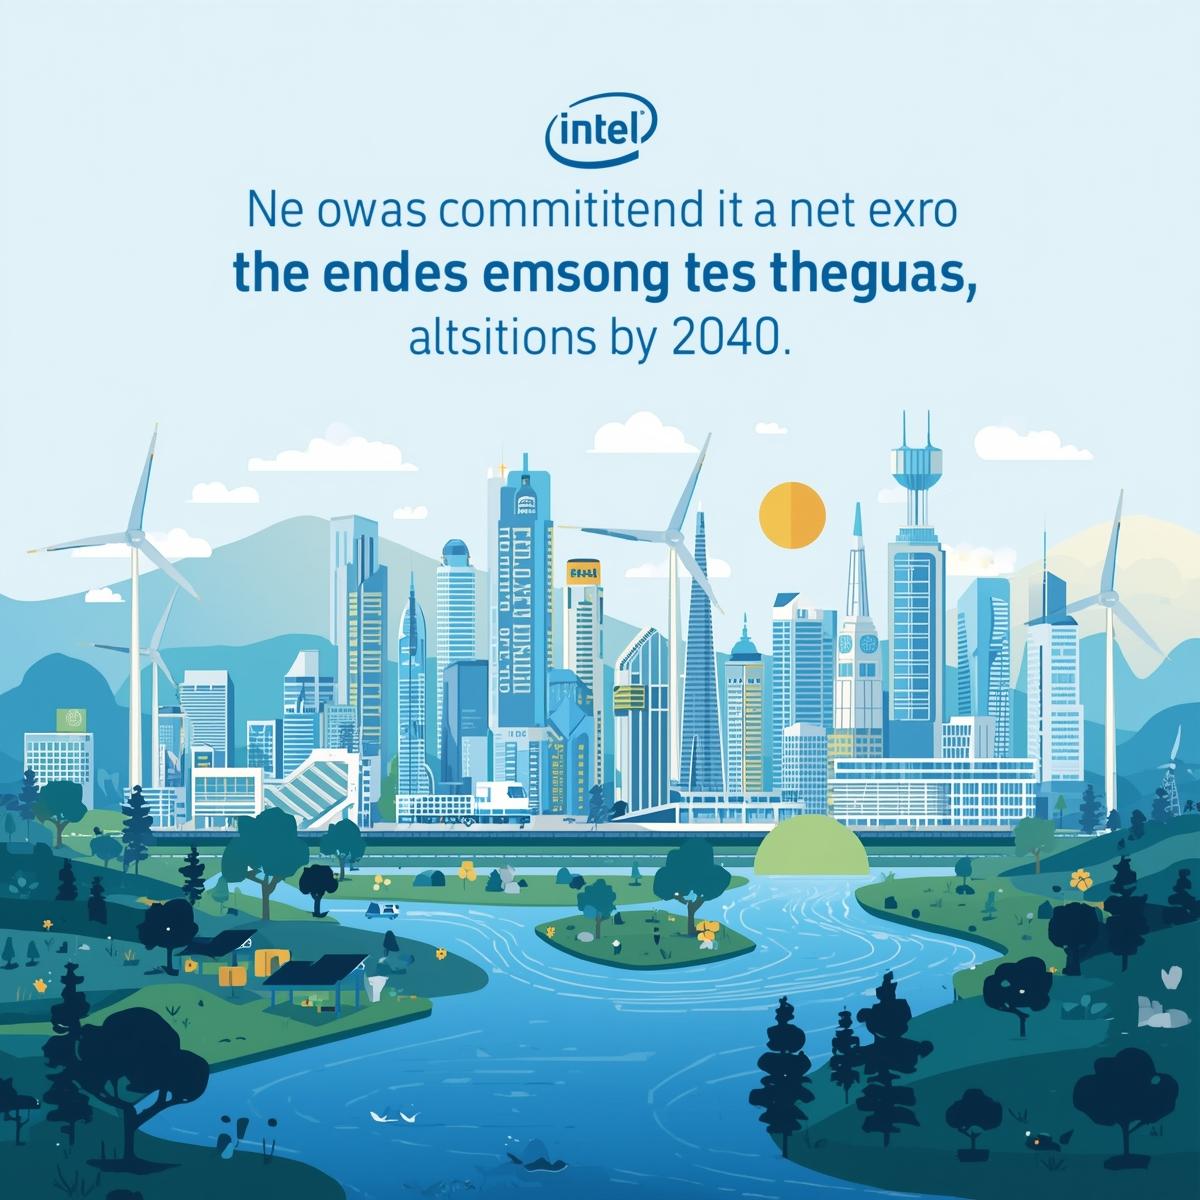 intel
Ne owas commititend it a net exro
the endes emsong tes theguas,
altsitions by 2040.